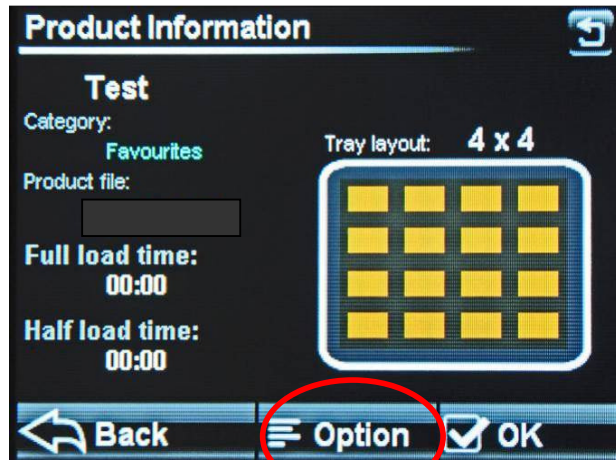 Product Information
Test
Category:
Favourites
Tray layout: 4 x 4
Product file:
Full load time:
00:00
Half load time:
00:00
Back
Option
OK